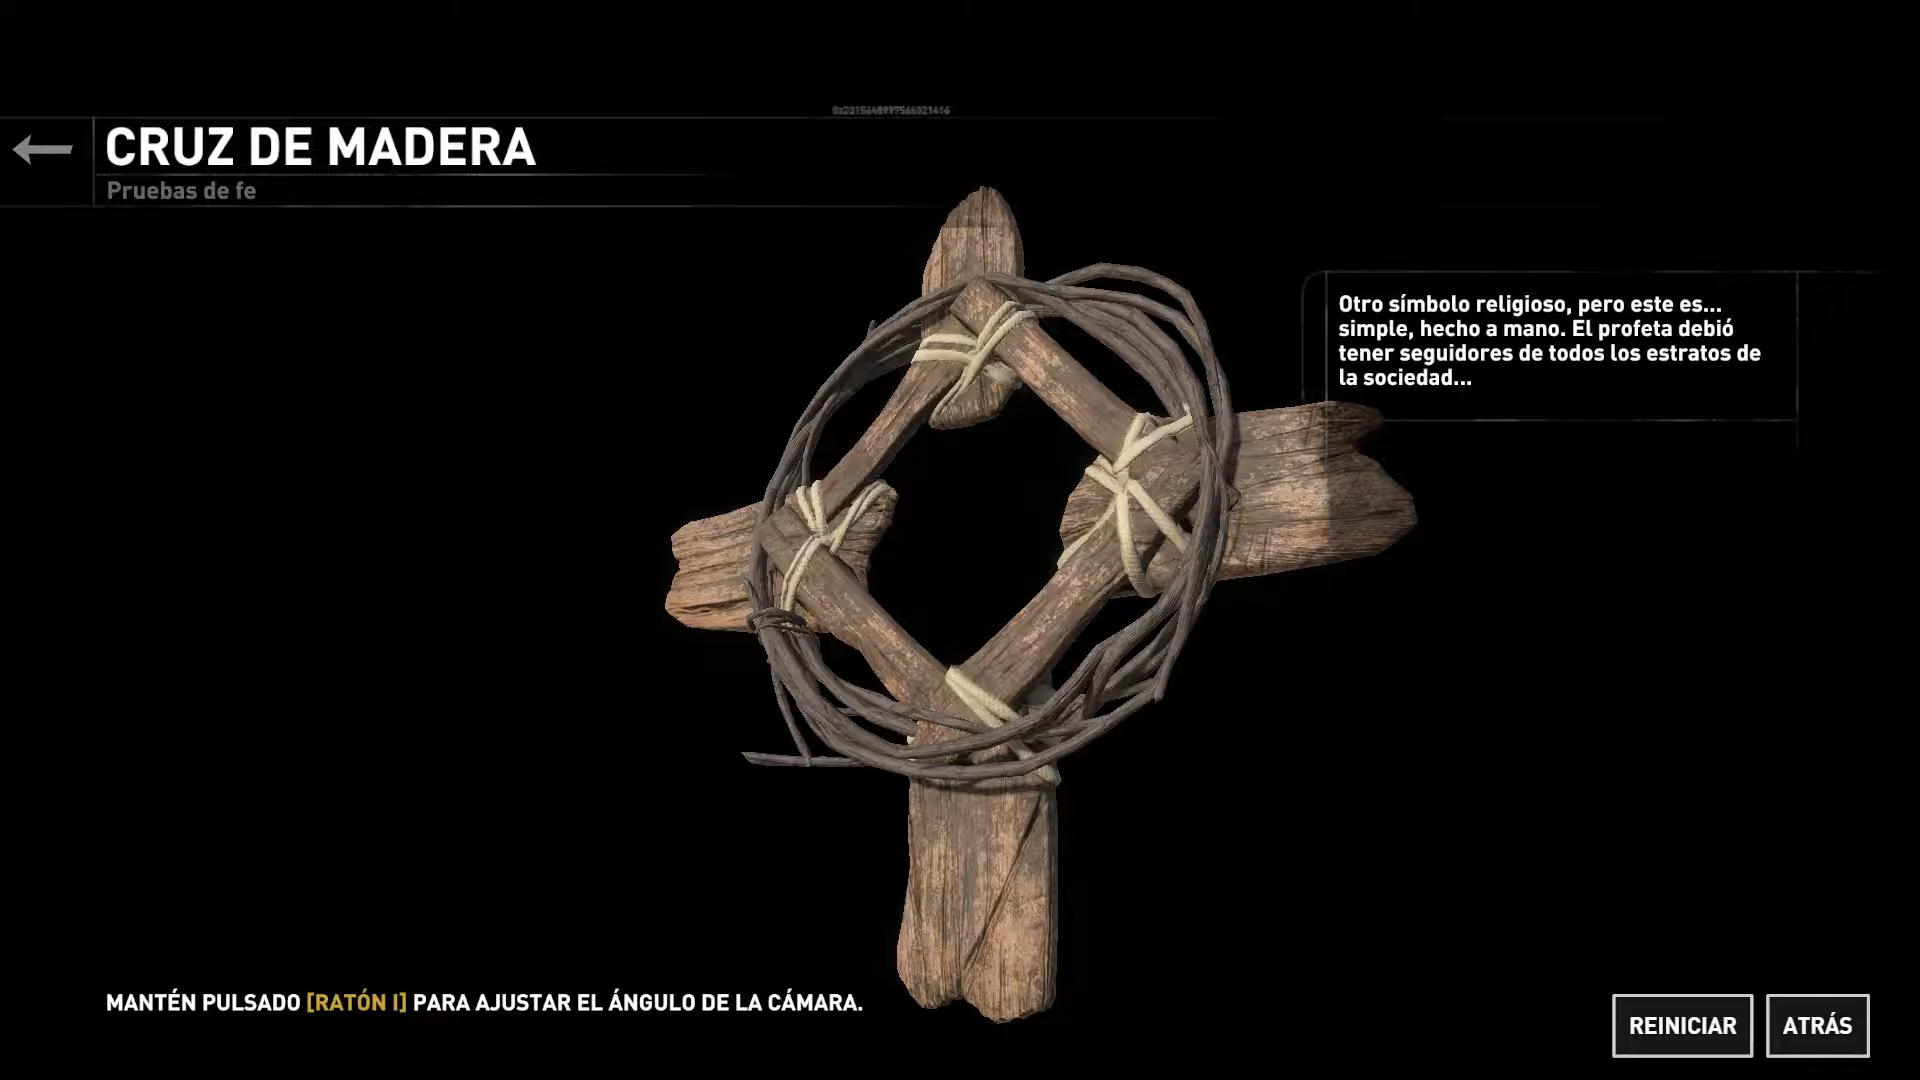 CRUZ DE MADERA
Pruebas de fe
Otro símbolo religioso, pero este es...
simple, hecho a mano. El profeta debió
tener seguidores de todos los estratos de
la sociedad...
MANTÉN PULSADO [RATÓN I] PARA AJUSTAR EL ÁNGULO DE LA CÁMARA.
REINICIAR
ATRÁS